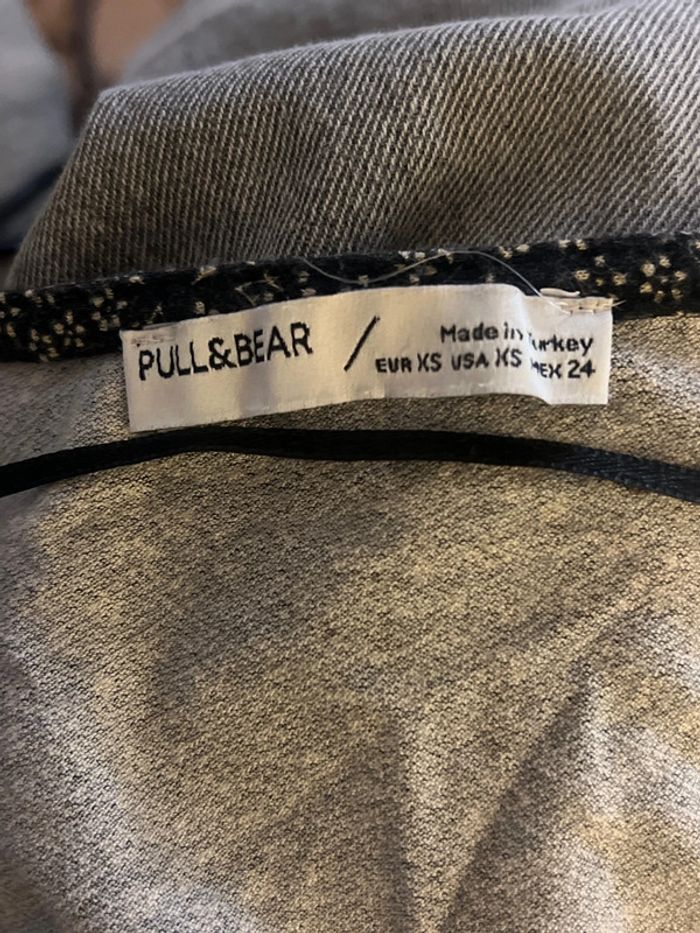 PULL&BEAR /
Made in Turkey
EUR XS USA XS MEX 24